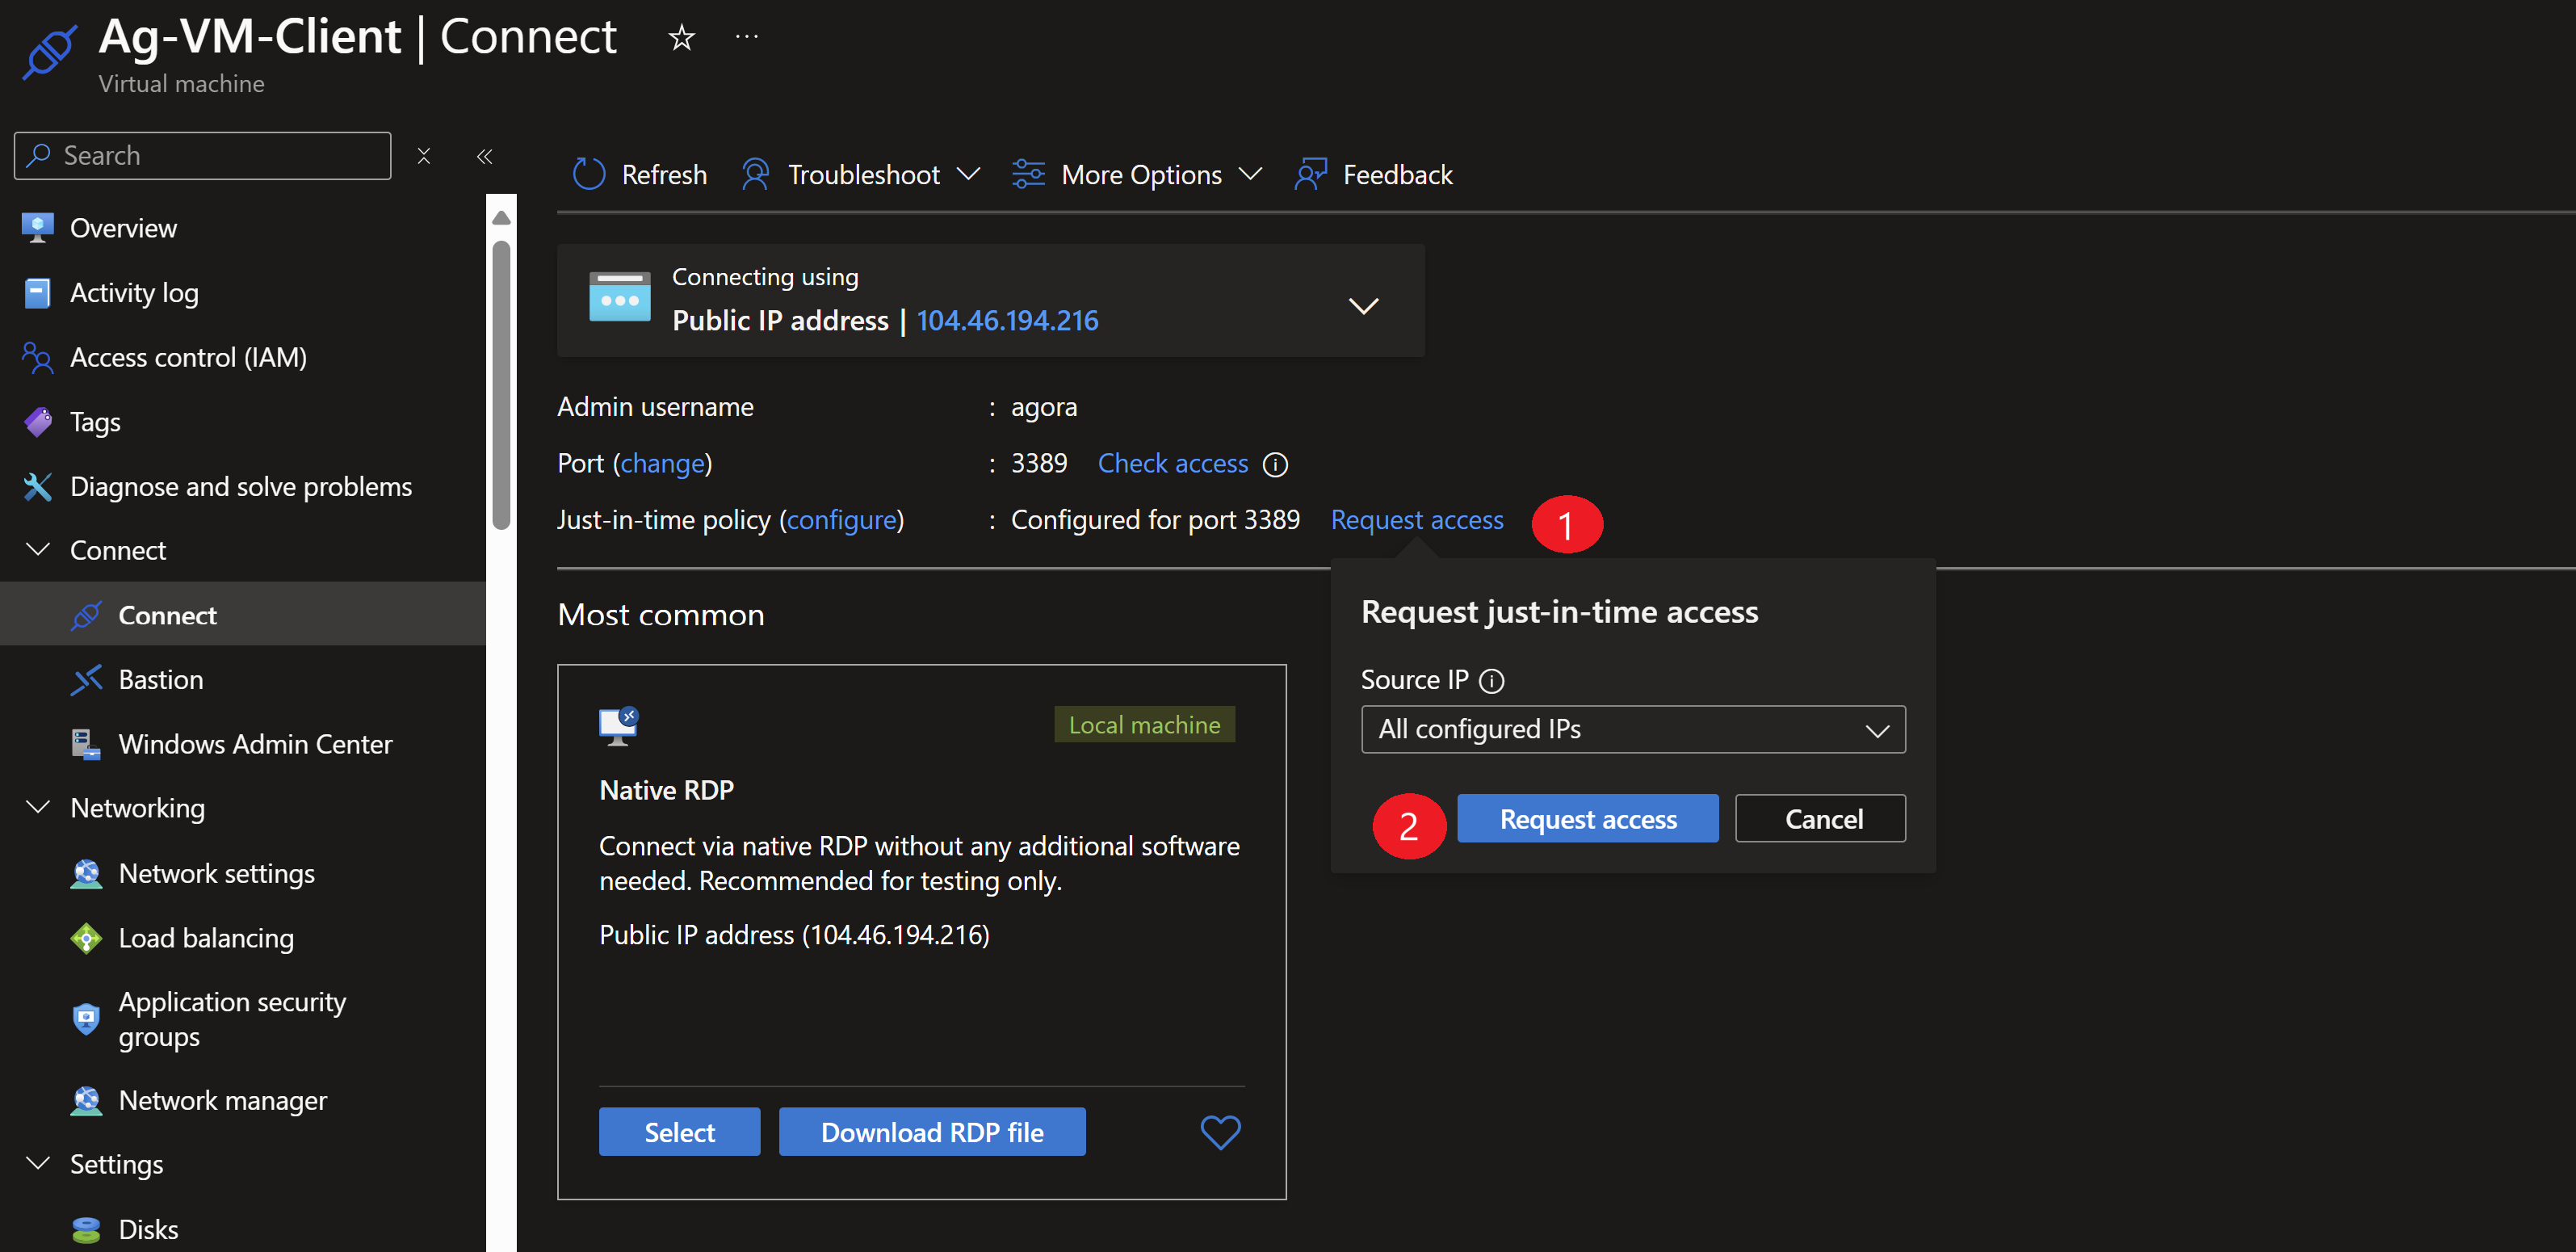 Ag-VM-Client | Connect
Virtual machine
Search
Overview
Activity log
Access control (IAM)
Tags
Diagnose and solve problems
Connect
Connect
Bastion
Windows Admin Center
Networking
Network settings
Load balancing
Application security
groups
Network manager
Settings
Disks
Refresh
Troubleshoot
More Options
Feedback
Connecting using
Public IP address | 104.46.194.216
Admin username : agora
Port (change) : 3389 Check access
Just-in-time policy (configure) : Configured for port 3389 Request access
1
Most common
Local machine
Native RDP
Connect via native RDP without any additional software
needed. Recommended for testing only.
Public IP address (104.46.194.216)
Select
Download RDP file
Request just-in-time access
Source IP
All configured IPs
2
Request access
Cancel